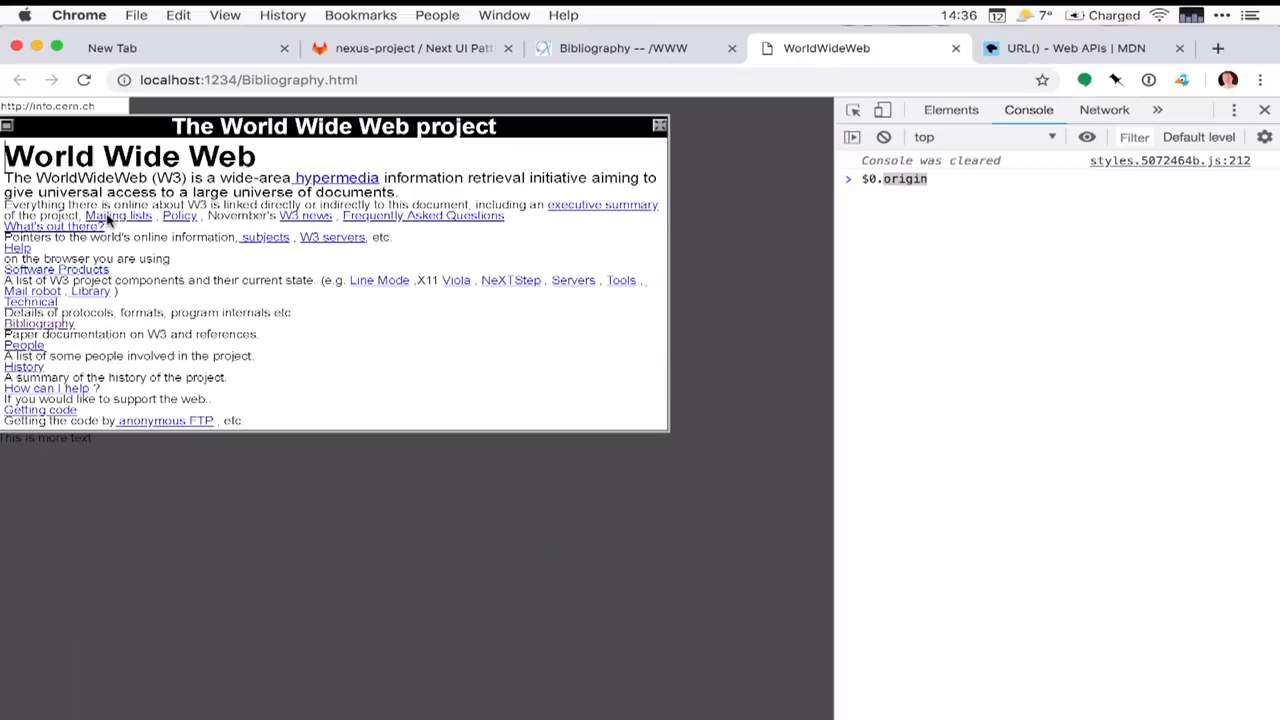 Chrome File Edit View History Bookmarks People Window Help 14:36 12 7° Charged
New Tab nexus-project / Next UI Patt Bibliography -- /WWW WorldWideWeb URL() - Web APIs | MDN
localhost:1234/Bibliography.html
http://info.cern.ch
Elements Console Network
The World Wide Web project
top Filter Default level
World Wide Web
Console was cleared styles.5072464b.js:212
The WorldWideWeb (W3) is a wide-area hypermedia information retrieval initiative aiming to
$0.origin
give universal access to a large universe of documents.
Everything there is online about W3 is linked directly or indirectly to this document, including an executive summary
of the project, Mailing lists , Policy , November's W3 news , Frequently Asked Questions
What's out there?
Pointers to the world's online information, subjects , W3 servers, etc.
Help
on the browser you are using
Software Products
A list of W3 project components and their current state. (e.g. Line Mode ,X11 Viola , NeXTStep , Servers , Tools ,
Mail robot , Library )
Technical
Details of protocols, formats, program internals etc
Bibliography
Paper documentation on W3 and references.
People
A list of some people involved in the project.
History
A summary of the history of the project.
How can I help ?
If you would like to support the web..
Getting code
Getting the code by anonymous FTP , etc.
This is more text